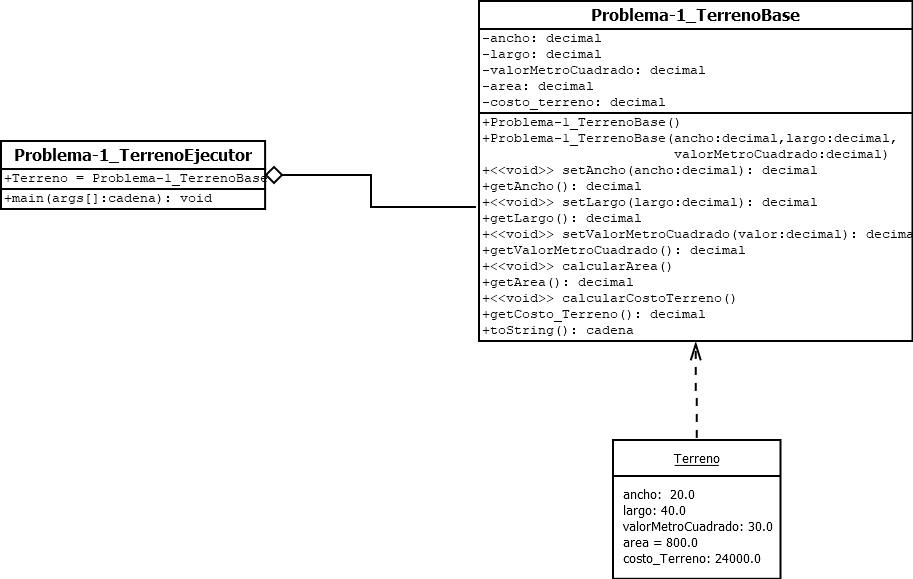 Problema-1_TerrenoEjecutor
+Terreno = Problema-1_TerrenoBase
+main(args[]:cadena): void
Problema-1_TerrenoBase
-ancho: decimal
-largo: decimal
-valorMetroCuadrado: decimal
-area: decimal
-costo_terreno: decimal
+Problema-1_TerrenoBase()
+Problema-1_TerrenoBase(ancho:decimal,largo:decimal,
valorMetroCuadrado:decimal)
+<<void>> setAncho(ancho:decimal): decimal
+getAncho(): decimal
+<<void>> setLargo(largo:decimal): decimal
+getLargo(): decimal
+<<void>> setValorMetroCuadrado(valor:decimal): decima
+getValorMetroCuadrado(): decimal
+<<void>> calcularArea()
+getArea(): decimal
+<<void>> calcularCostoTerreno()
+getCosto_Terreno(): decimal
+toString(): cadena
Terreno
ancho: 20.0
largo: 40.0
valorMetroCuadrado: 30.0
area = 800.0
costo_Terreno: 24000.0